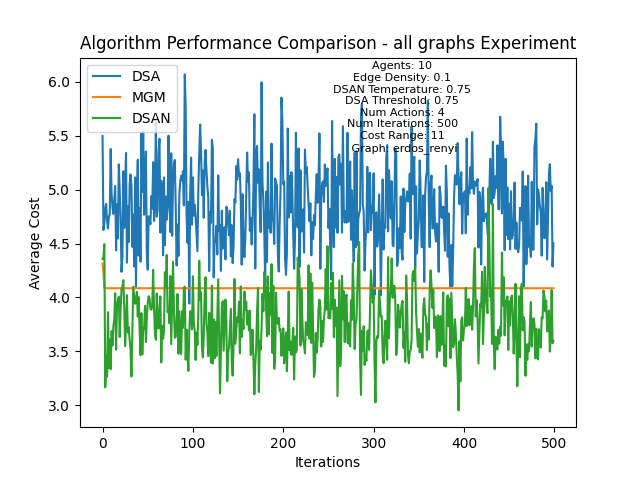 Algorithm Performance Comparison - all graphs Experiment
DSA
MGM
DSAN
Agents: 10
Edge Density: 0.1
DSAN Temperature: 0.75
DSA Threshold: 0.75
Num Actions: 4
Num Iterations: 500
Cost Range: 11
Graph: erdos_renyi
Average Cost
6.0
5.5
5.0
4.5
4.0
3.5
3.0
0 100 200 300 400 500
Iterations